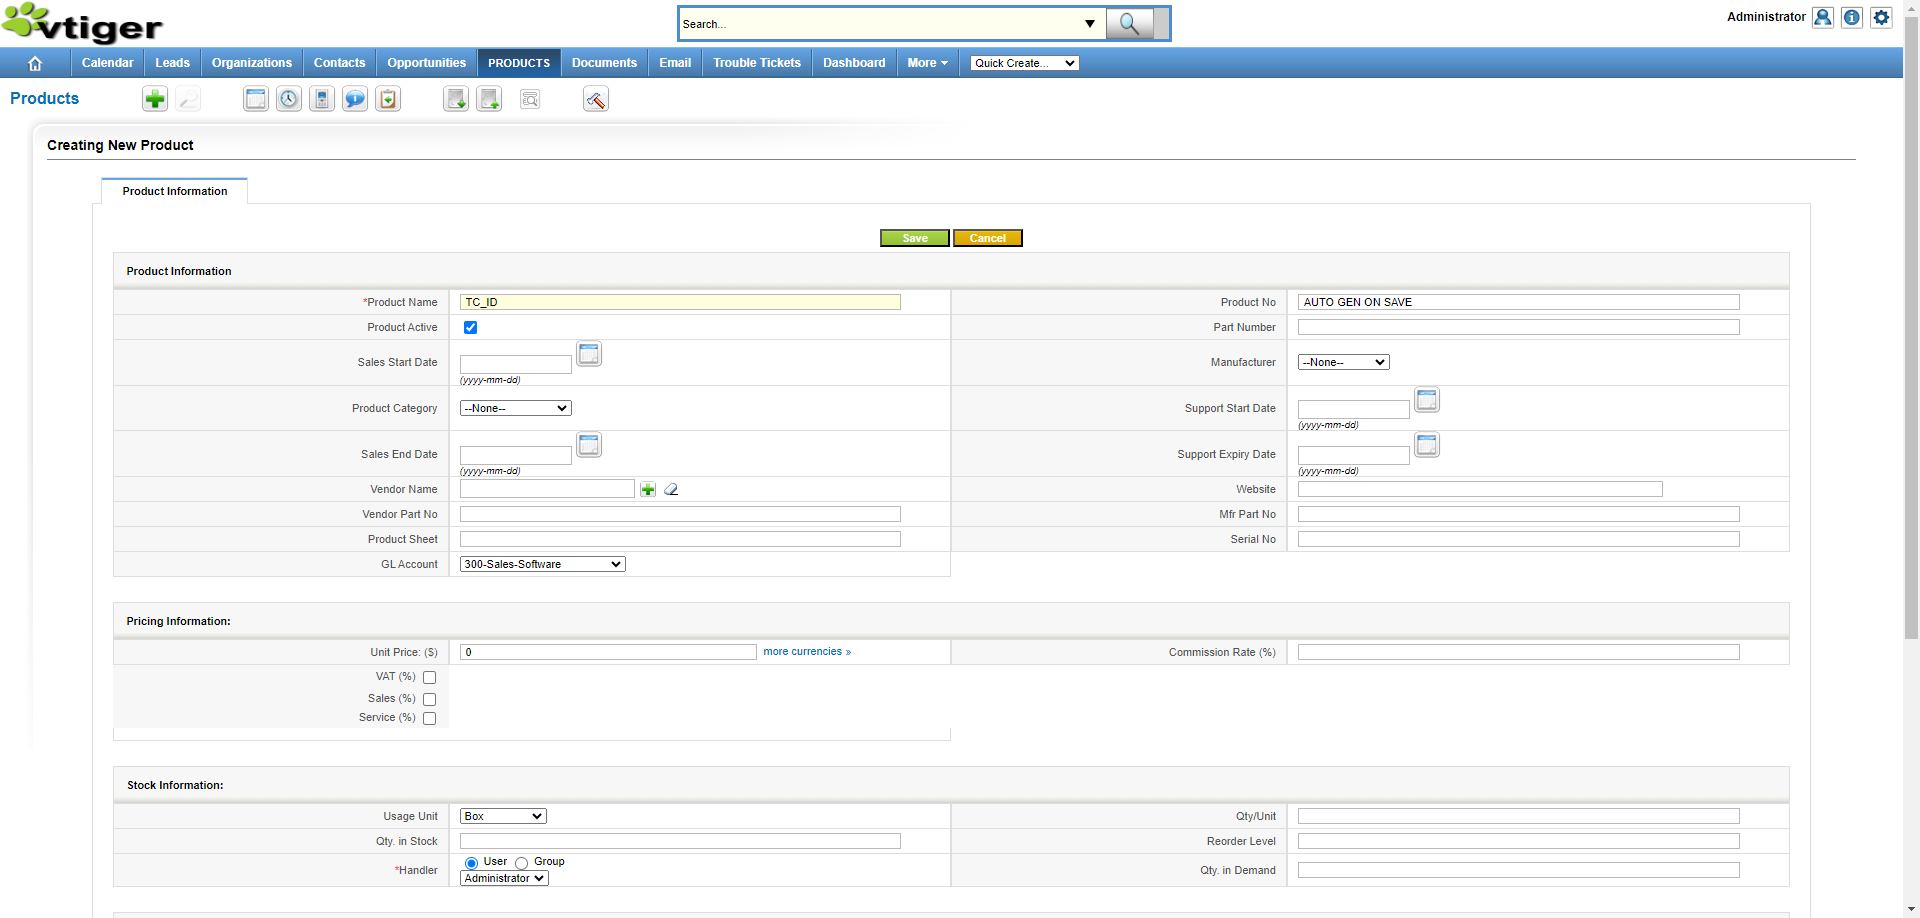 vtiger
Search...
Administrator
Calendar Leads Organizations Contacts Opportunities PRODUCTS Documents Email Trouble Tickets Dashboard More Quick Create...
Products
Creating New Product
Product Information
Save Cancel
Product Information
*Product Name TC_ID Product No AUTO GEN ON SAVE
Product Active Part Number
Sales Start Date (yyyy-mm-dd) Manufacturer --None--
Product Category --None-- Support Start Date (yyyy-mm-dd)
Sales End Date (yyyy-mm-dd) Support Expiry Date (yyyy-mm-dd)
Vendor Name Website
Vendor Part No Mfr Part No
Product Sheet Serial No
GL Account 300-Sales-Software
Pricing Information:
Unit Price: ($) 0 more currencies » Commission Rate (%)
VAT (%)
Sales (%)
Service (%)
Stock Information:
Usage Unit Box Qty/Unit
Qty. in Stock Reorder Level
*Handler User Group Administrator Qty. in Demand